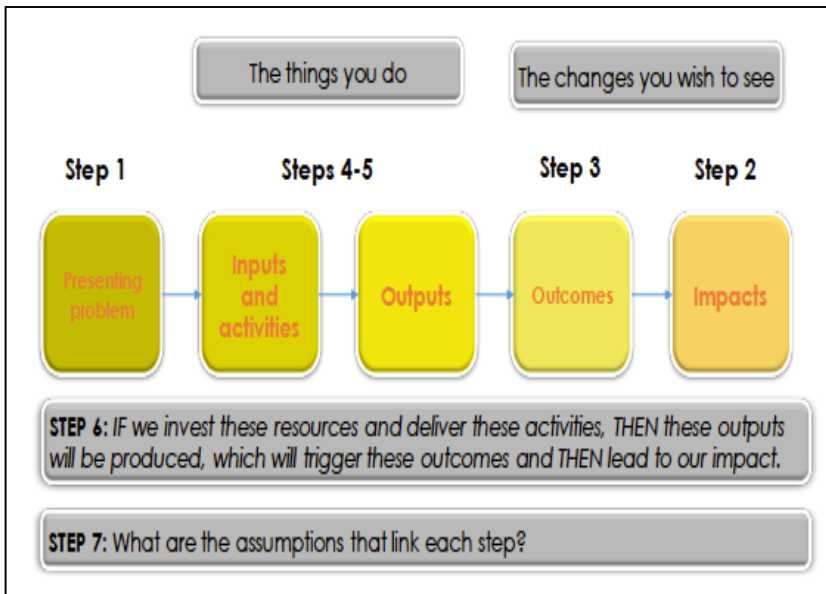 The things you do
The changes you wish to see
Step 1
Steps 4-5
Step 3
Step 2
Presenting
problem
Inputs
and
activities
Outputs
Outcomes
Impacts
STEP 6: IF we invest these resources and deliver these activities, THEN these outputs
will be produced, which will trigger these outcomes and THEN lead to our impact.
STEP 7: What are the assumptions that link each step?